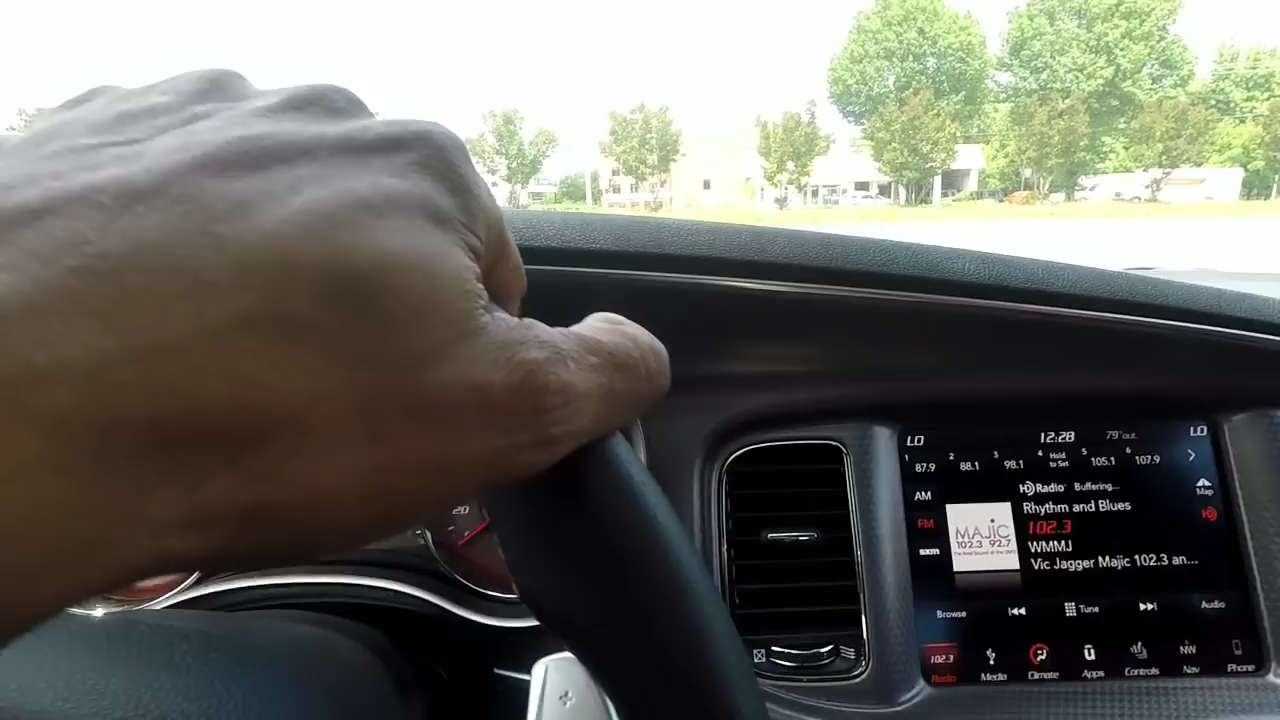 LO 12:28 79°out. LO
1 87.9 2 88.1 3 98.1 4 Hold to Set 5 105.1 6 107.9
HD Radio Buffering...
Map
AM
Rhythm and Blues
FM
102.3
MAJIC
102.3 92.7
WMMJ
sxm
Vic Jagger Majic 102.3 an...
Browse Tune Audio
102.3
Radio Media Climate Apps Controls Nav Phone
NW
20